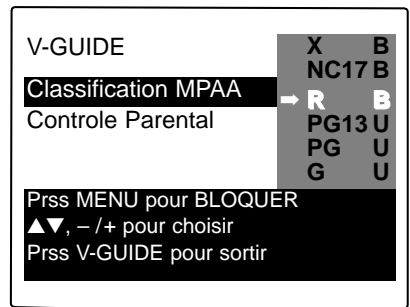 V-GUIDE
Classification MPAA
Controle Parental
X B
NC17 B
➡ R B
PG13 U
PG U
G U
Prss MENU pour BLOQUER
▲▼, – /+ pour choisir
Prss V-GUIDE pour sortir